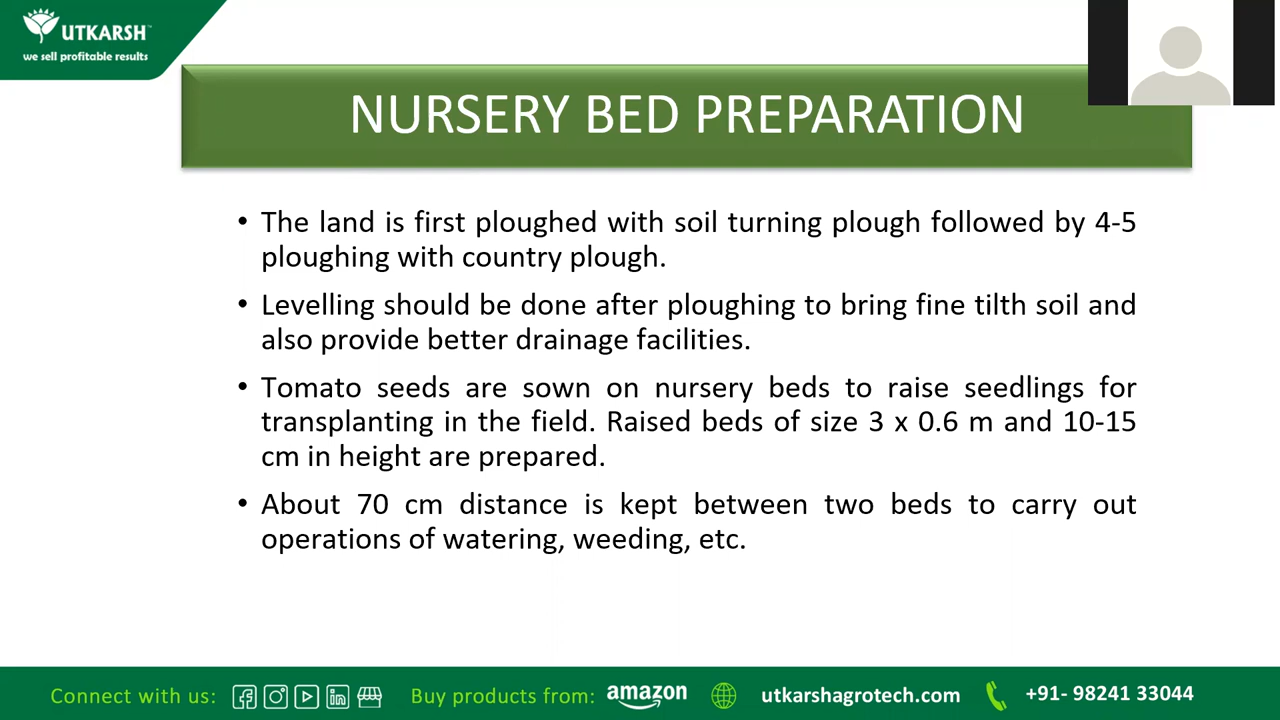 UTKARSH
we sell profitable results
NURSERY BED PREPARATION
• The land is first ploughed with soil turning plough followed by 4-5
ploughing with country plough.
• Levelling should be done after ploughing to bring fine tilth soil and
also provide better drainage facilities.
• Tomato seeds are sown on nursery beds to raise seedlings for
transplanting in the field. Raised beds of size 3 x 0.6 m and 10-15
cm in height are prepared.
• About 70 cm distance is kept between two beds to carry out
operations of watering, weeding, etc.
Connect with us: Buy products from: amazon utkarshagrotech.com +91- 98241 33044